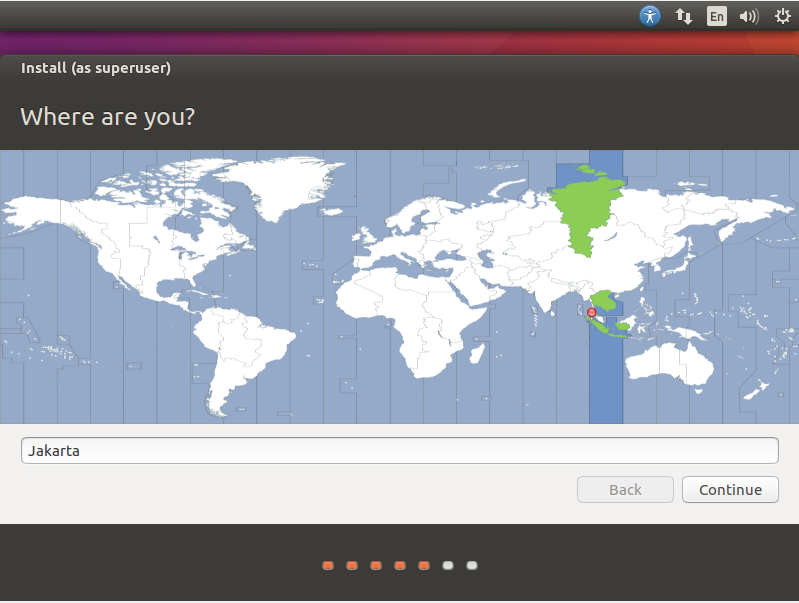 En
Install (as superuser)
Where are you?
Jakarta
Back
Continue